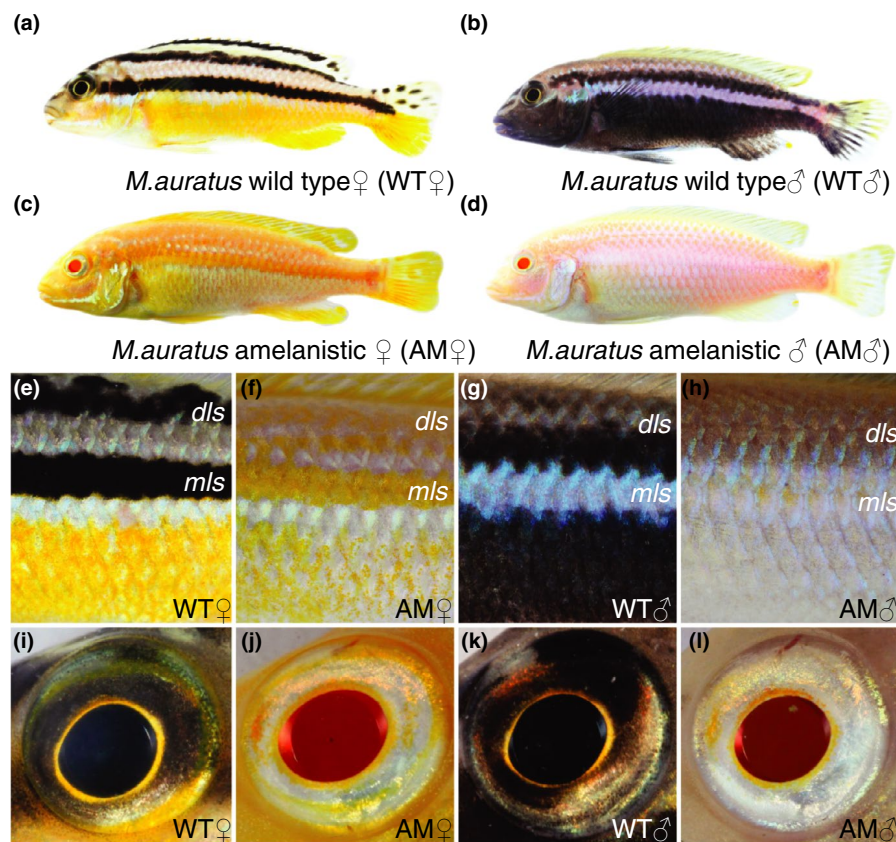 (a) (b)
M.auratus wild type♀ (WT♀) M.auratus wild type♂ (WT♂)
(c) (d)
M.auratus amelanistic ♀ (AM♀) M.auratus amelanistic ♂ (AM♂)
(e) (f) (g) (h)
dls dls dls dls
mls mls mls mls
WT♀ AM♀ WT♂ AM♂
(i) (j) (k) (l)
WT♀ AM♀ WT♂ AM♂